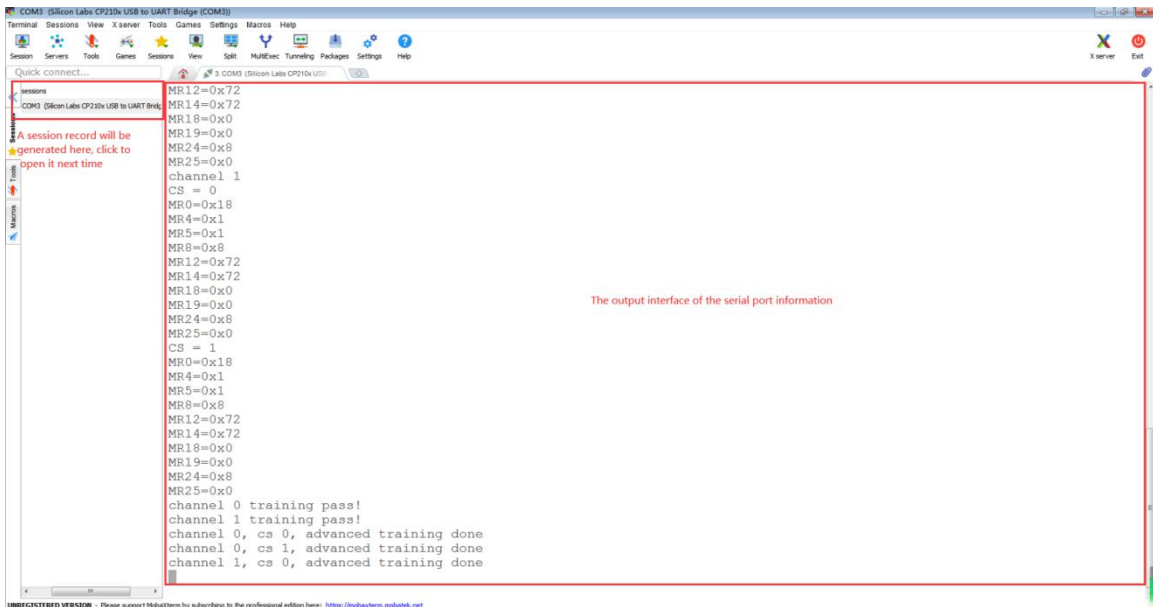 COM3 (Silicon Labs CP210x USB to UART Bridge (COM3))
Terminal Sessions View X server Tools Games Settings Macros Help
Session Servers Tools Games Sessions View Split MultiExec Tunneling Packages Settings Help X server Exit
Quick connect...
3. COM3 (Silicon Labs CP210x USB
sessions
COM3 (Silicon Labs CP210x USB to UART Bridg
A session record will be
generated here, click to
open it next time
Sessions
Tools
Macros
MR12=0x72
MR14=0x72
MR18=0x0
MR19=0x0
MR24=0x8
MR25=0x0
channel 1
CS = 0
MR0=0x18
MR4=0x1
MR5=0x1
MR8=0x8
MR12=0x72
MR14=0x72
MR18=0x0
MR19=0x0
MR24=0x8
MR25=0x0
CS = 1
MR0=0x18
MR4=0x1
MR5=0x1
MR8=0x8
MR12=0x72
MR14=0x72
MR18=0x0
MR19=0x0
MR24=0x8
MR25=0x0
channel 0 training pass!
channel 1 training pass!
channel 0, cs 0, advanced training done
channel 0, cs 1, advanced training done
channel 1, cs 0, advanced training done
The output interface of the serial port information
UNREGISTERED VERSION - Please support MobaXterm by subscribing to the professional edition here: https://mobaxterm.mobatek.net